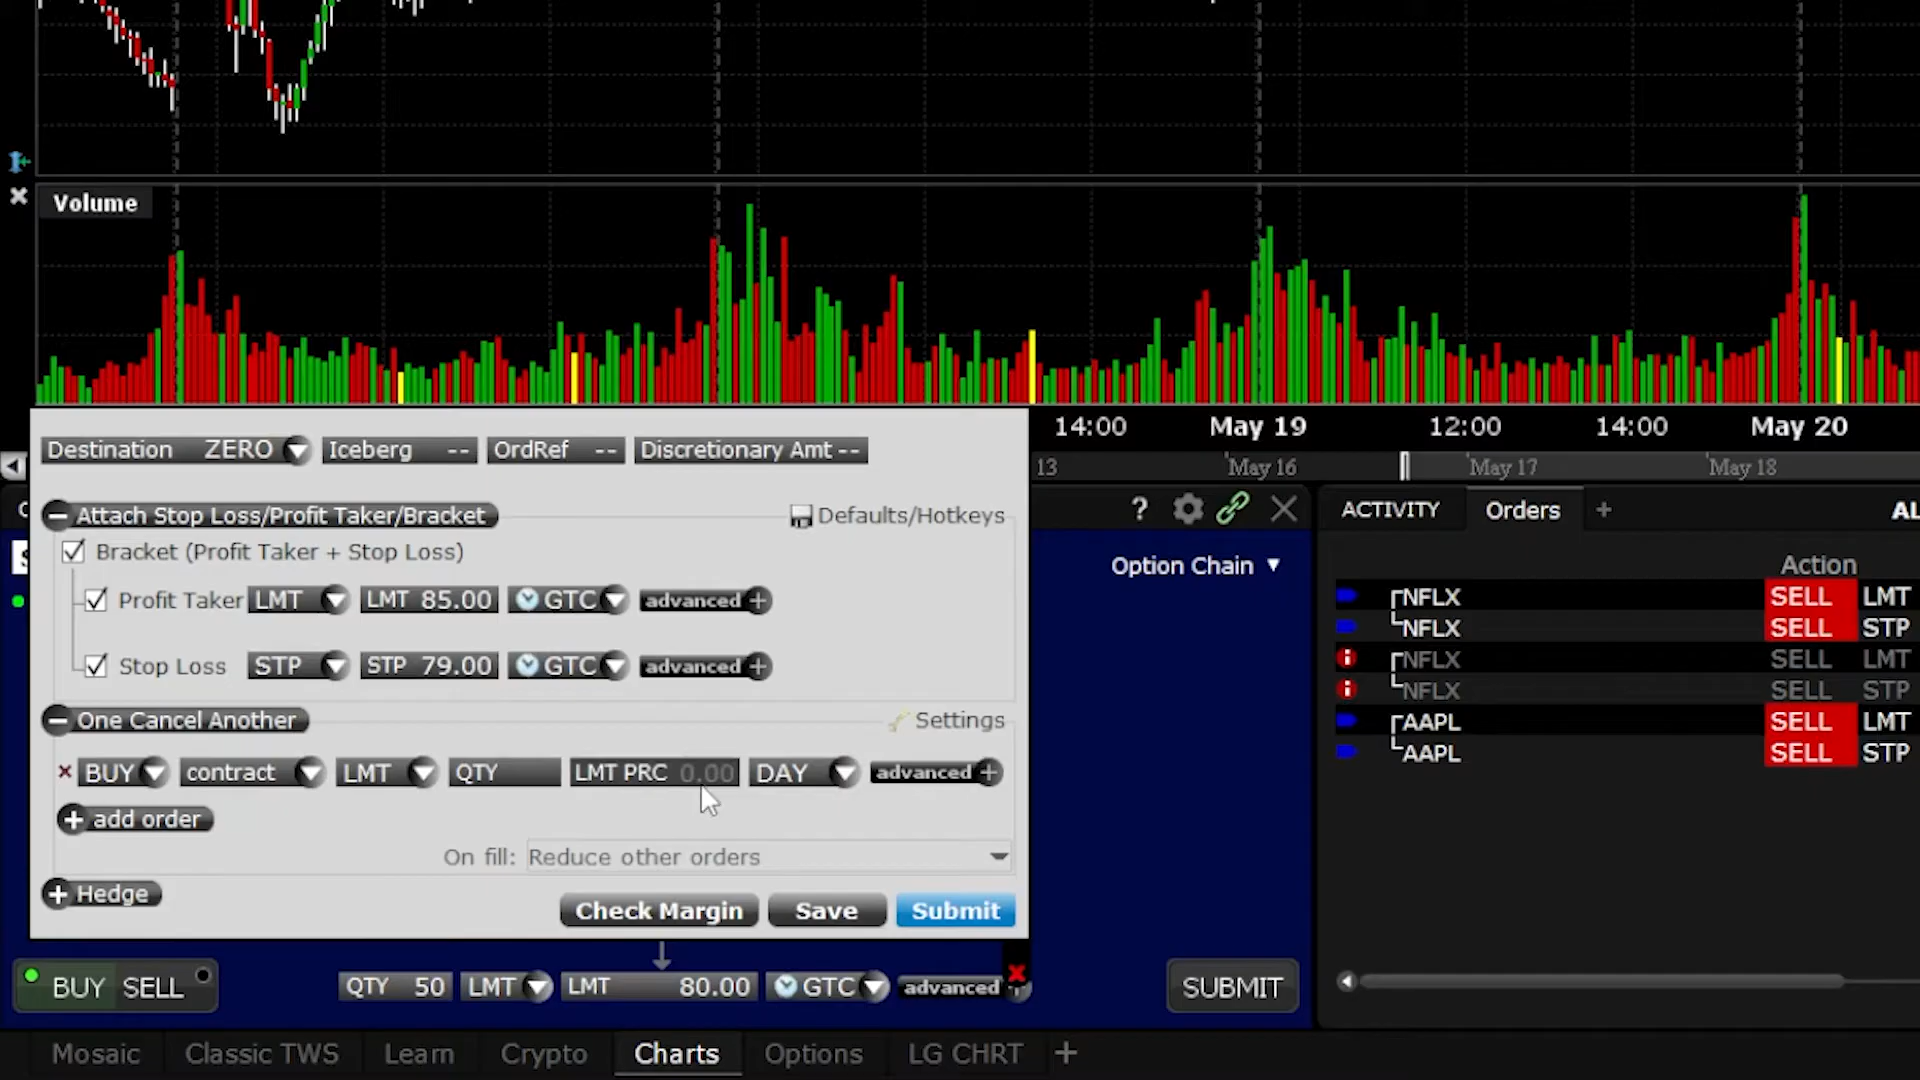 Volume
14:00 May 19 12:00 14:00 May 20
13 May 16 May 17 May 18
Destination ZERO Iceberg -- OrdRef -- Discretionary Amt --
Attach Stop Loss/Profit Taker/Bracket Defaults/Hotkeys
Bracket (Profit Taker + Stop Loss)
Profit Taker LMT LMT 85.00 GTC advanced +
Stop Loss STP STP 79.00 GTC advanced +
One Cancel Another Settings
BUY contract LMT QTY LMT PRC 0.00 DAY advanced +
+ add order
On fill: Reduce other orders
+ Hedge
Check Margin Save Submit
? Option Chain
ACTIVITY Orders + AL
Action
NFLX SELL LMT
NFLX SELL STP
NFLX SELL LMT
NFLX SELL STP
AAPL SELL LMT
AAPL SELL STP
BUY SELL QTY 50 LMT LMT 80.00 GTC advanced SUBMIT
Mosaic Classic TWS Learn Crypto Charts Options LG CHRT +